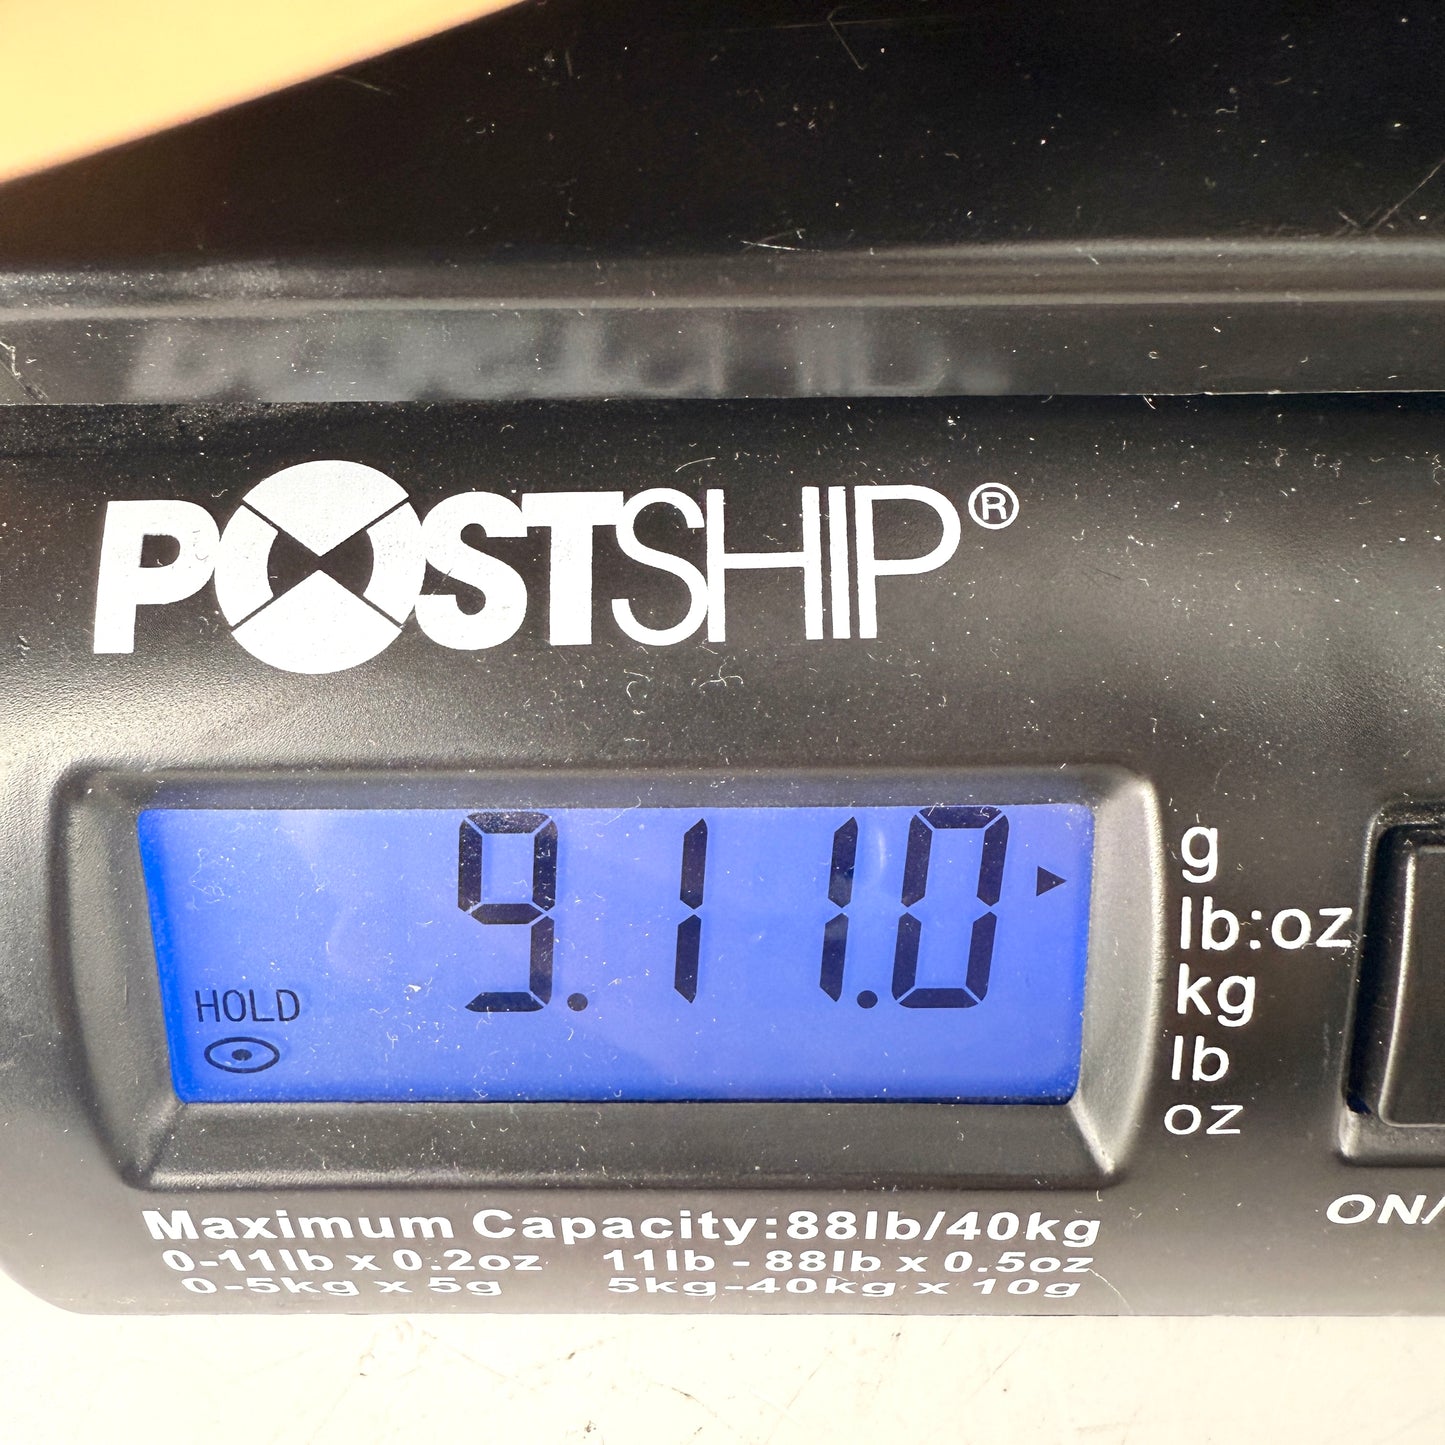 POSTSHIP®
9.11.0
HOLD
g
lb:oz
kg
lb
oz
ON/
Maximum Capacity:88lb/40kg
0-11lb x 0.2oz 11lb - 88lb x 0.5oz
0-5kg x 5g 5kg-40kg x 10g